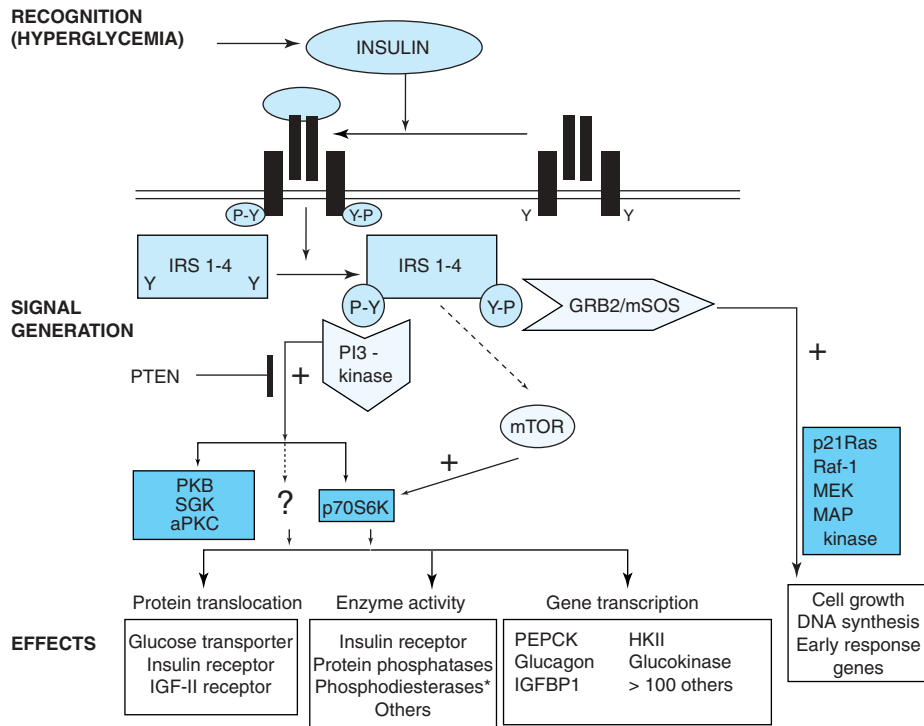 RECOGNITION
(HYPERGLYCEMIA)
INSULIN
P-Y
Y-P
Y
Y
IRS 1-4
Y
Y
IRS 1-4
P-Y
Y-P
GRB2/mSOS
SIGNAL
GENERATION
PI3 -
kinase
PTEN
+
+
mTOR
+
p21Ras
Raf-1
MEK
MAP
kinase
PKB
SGK
aPKC
?
p70S6K
Protein translocation
Enzyme activity
Gene transcription
EFFECTS
Glucose transporter
Insulin receptor
IGF-II receptor
Insulin receptor
Protein phosphatases
Phosphodiesterases*
Others
PEPCK
Glucagon
IGFBP1
HKII
Glucokinase
> 100 others
Cell growth
DNA synthesis
Early response
genes